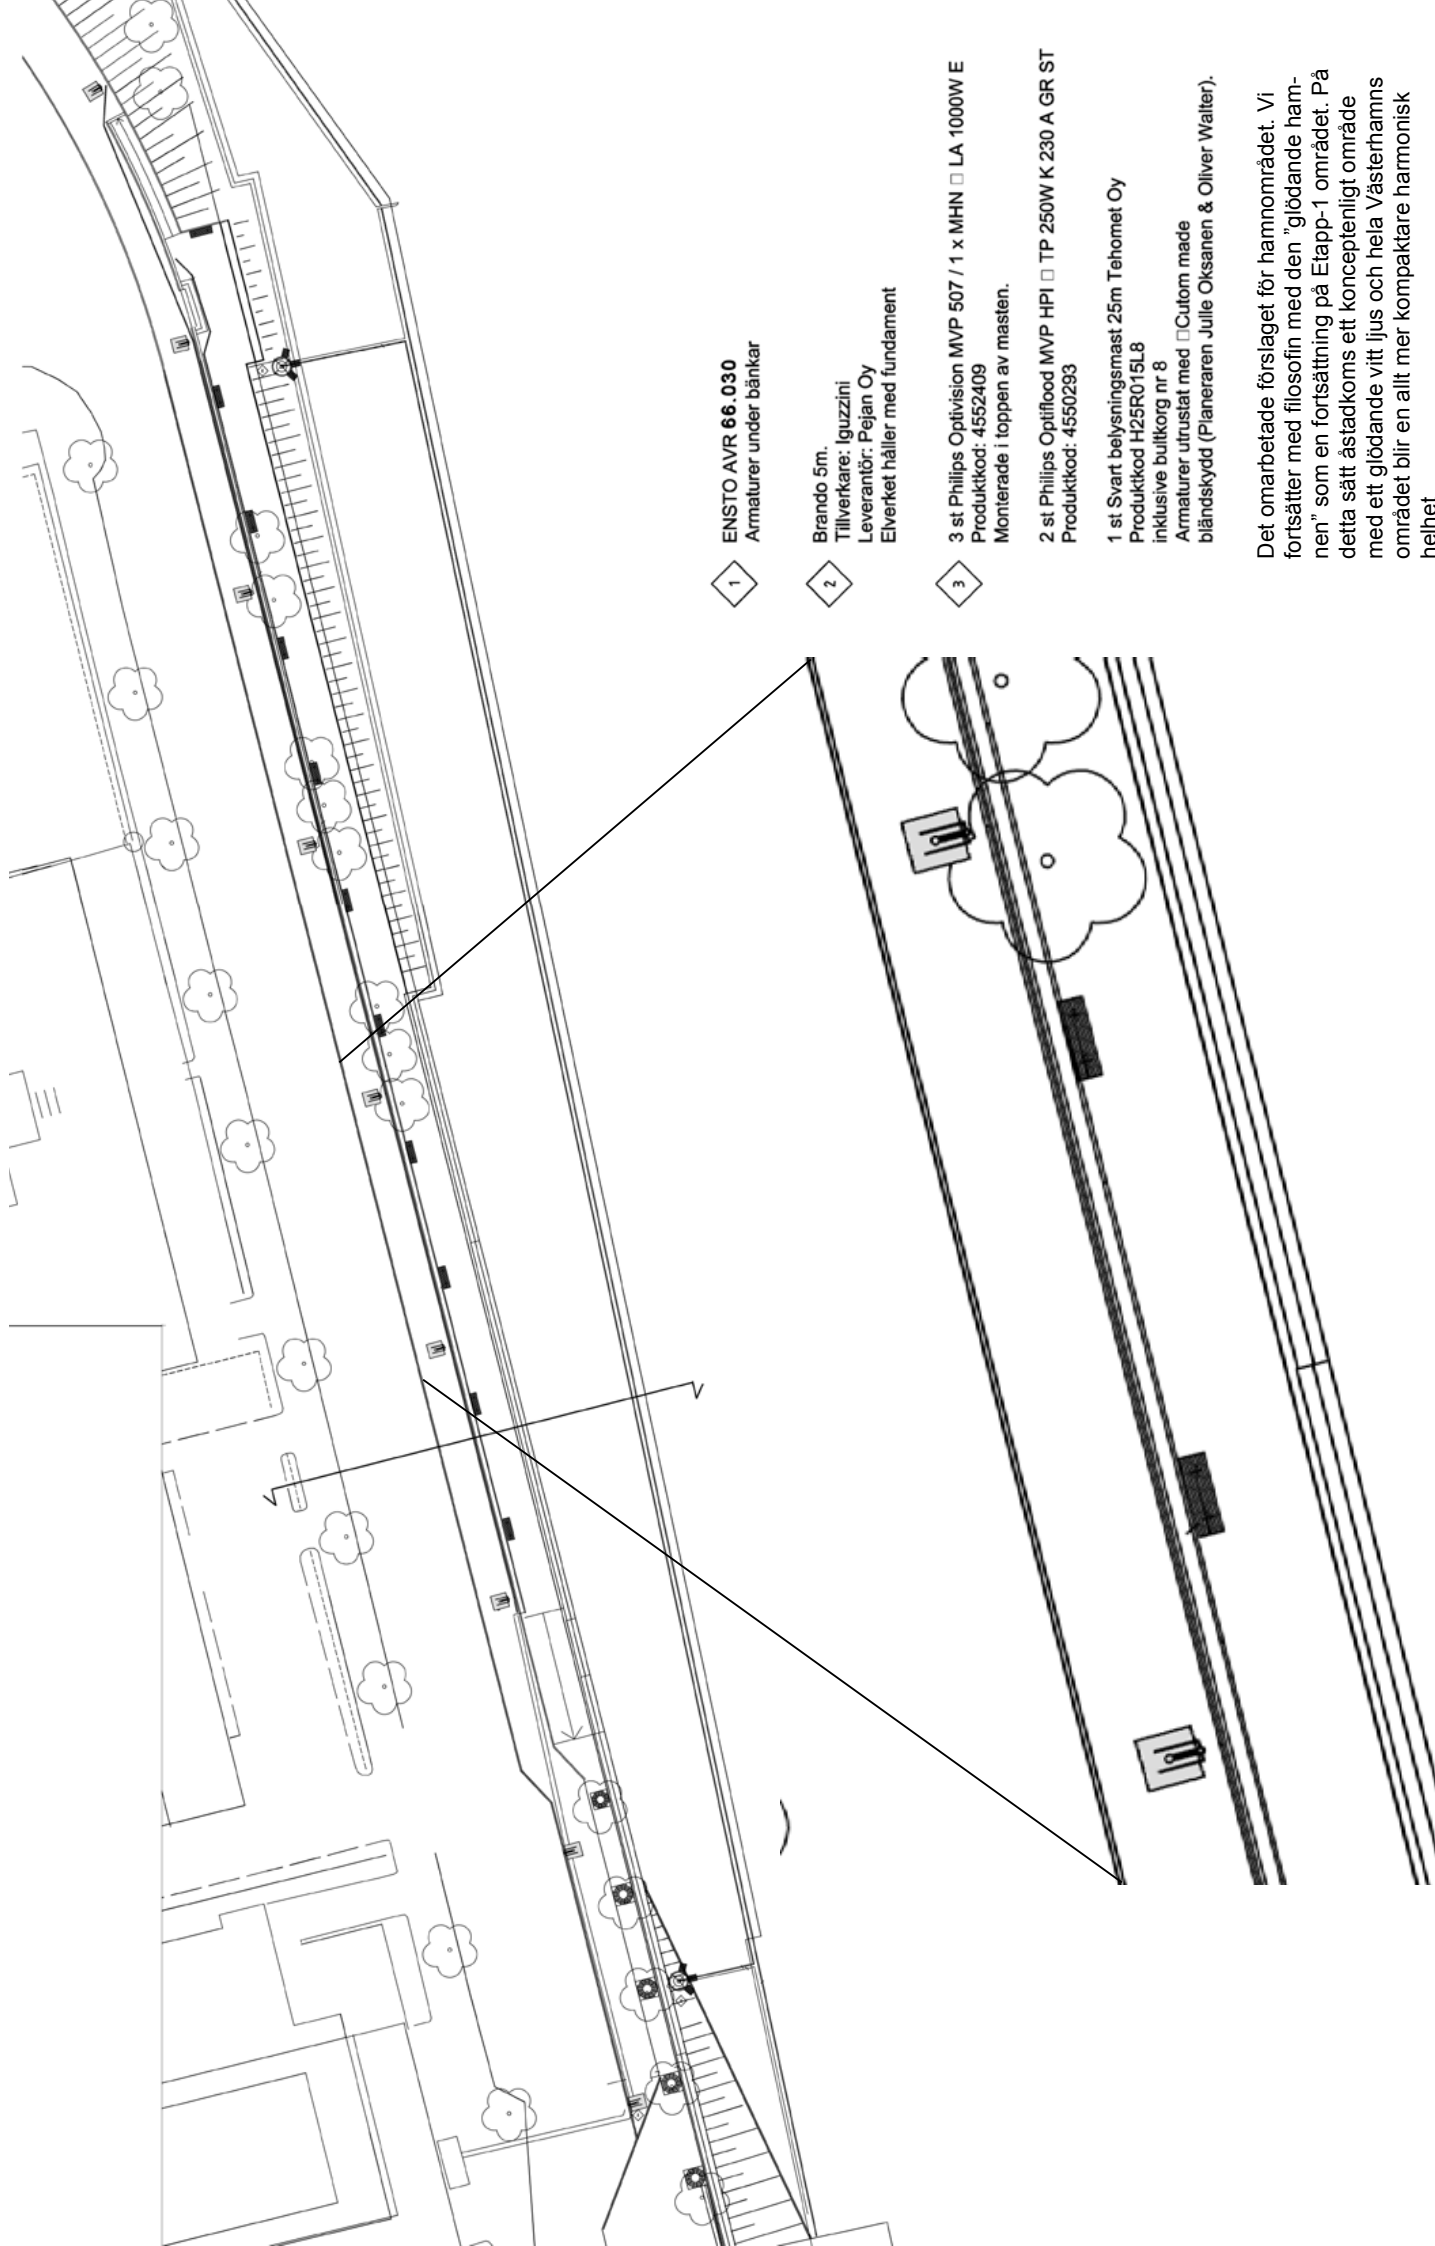 1
ENSTO AVR 66.030
Armaturer under bänkar
2
Brando 5m.
Tillverkare: Iguzzini
Leverantör: Pejan Oy
Elverket håller med fundament
3
3 st Philips Optivision MVP 507 / 1 x MHN □ LA 1000W E
Produktkod: 4552409
Monterade i toppen av masten.
2 st Philips Optiflood MVP HPI □ TP 250W K 230 A GR ST
Produktkod: 4550293
1 st Svart belysningsmast 25m Tehomet Oy
Produktkod H25R015L8
inklusive bultkorg nr 8
Armaturer utrustat med □Cutom made
bländskydd (Planeraren Julle Oksanen & Oliver Walter).
Det omarbetade förslaget för hamnområdet. Vi
fortsätter med filosofin med den ”glödande ham-
nen” som en fortsättning på Etapp-1 området. På
detta sätt åstadkoms ett konceptenligt område
med ett glödande vitt ljus och hela Västerhamns
området blir en allt mer kompaktare harmonisk
helhet